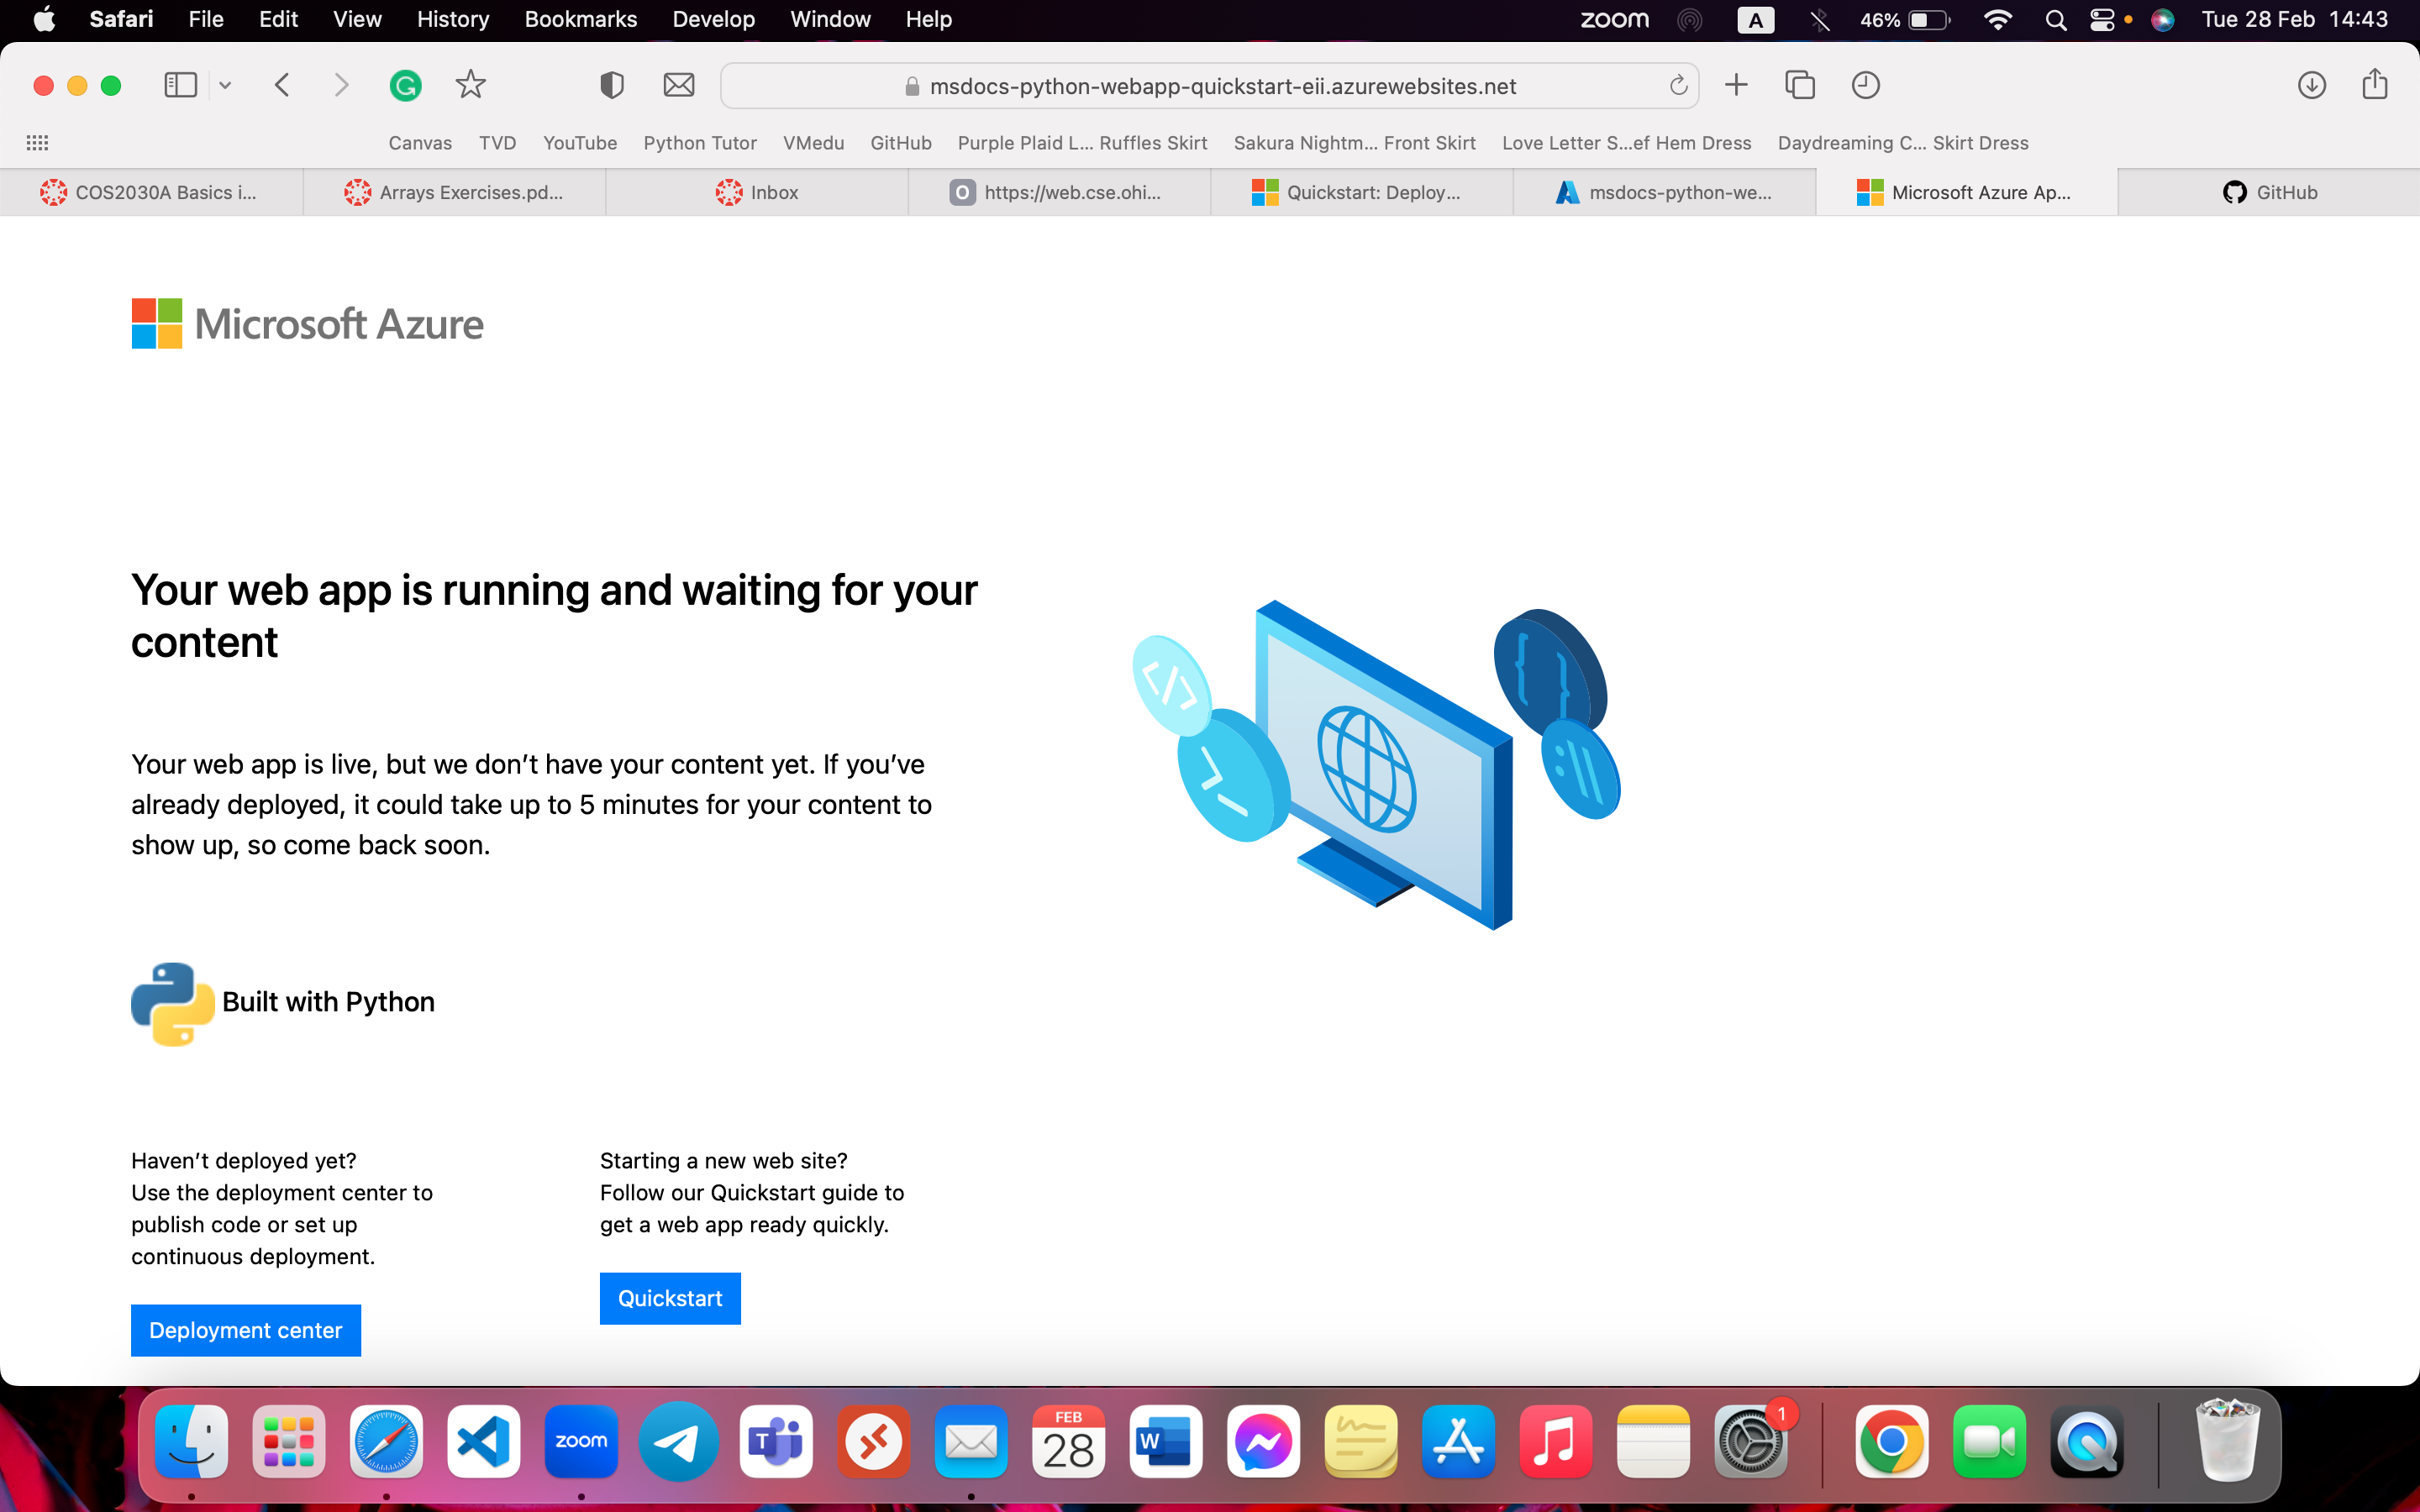 Safari File Edit View History Bookmarks Develop Window Help zoom A 46% Tue 28 Feb 14:43
msdocs-python-webapp-quickstart-eii.azurewebsites.net
Canvas TVD YouTube Python Tutor VMedu GitHub Purple Plaid L... Ruffles Skirt Sakura Nightm... Front Skirt Love Letter S...ef Hem Dress Daydreaming C... Skirt Dress
COS2030A Basics i... Arrays Exercises.pd... Inbox O https://web.cse.ohi... Quickstart: Deploy... msdocs-python-we... Microsoft Azure Ap... GitHub
Microsoft Azure
Your web app is running and waiting for your
content
Your web app is live, but we don’t have your content yet. If you’ve
already deployed, it could take up to 5 minutes for your content to
show up, so come back soon.
Built with Python
Haven’t deployed yet?
Use the deployment center to
publish code or set up
continuous deployment.
Deployment center
Starting a new web site?
Follow our Quickstart guide to
get a web app ready quickly.
Quickstart
zoom T FEB 28 W 1